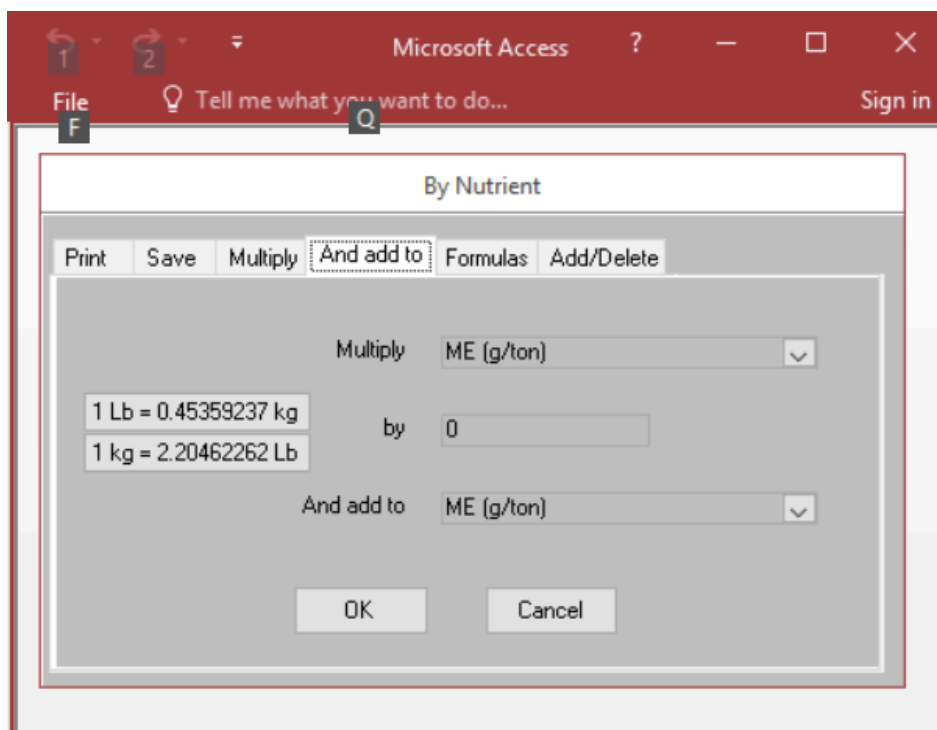 1 2 Microsoft Access ?
File Tell me what you want to do... Sign in
F Q
By Nutrient
Print Save Multiply And add to Formulas Add/Delete
Multiply ME (g/ton)
1 Lb = 0.45359237 kg
by 0
1 kg = 2.20462262 Lb
And add to ME (g/ton)
OK Cancel